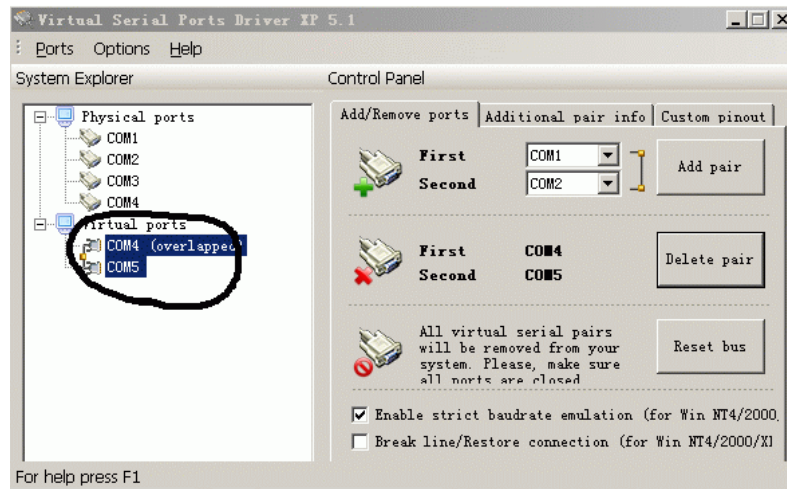 Virtual Serial Ports Driver XP 5.1
Ports Options Help
System Explorer
Control Panel
Physical ports
COM1
COM2
COM3
COM4
Virtual ports
COM4 (overlapped)
COM5
Add/Remove ports
Additional pair info
Custom pinout
First COM1
Second COM2
Add pair
First COM4
Second COM5
Delete pair
All virtual serial pairs
will be removed from your
system. Please, make sure
all ports are closed
Reset bus
Enable strict baudrate emulation (for Win NT4/2000,
Break line/Restore connection (for Win NT4/2000/XI
For help press F1